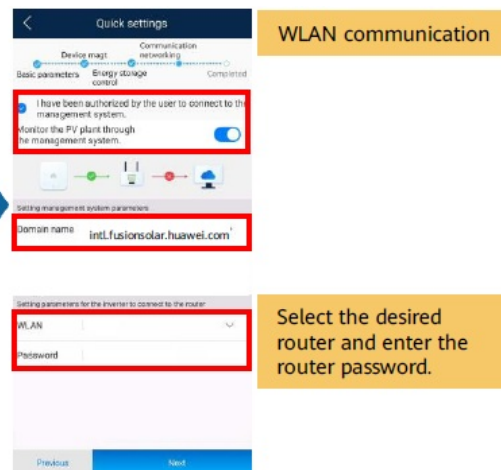 Quick settings
Device magt
Communication
networking
Basic parameters
Energy storage
control
Completed
I have been authorized by the user to connect to the
management system.
Monitor the PV plant through
the management system.
Setting management system parameters
Domain name
intl.fusionsolar.huawei.com
Setting parameters for the inverter to connect to the router
WLAN
Password
Previous
Next
WLAN communication
Select the desired
router and enter the
router password.